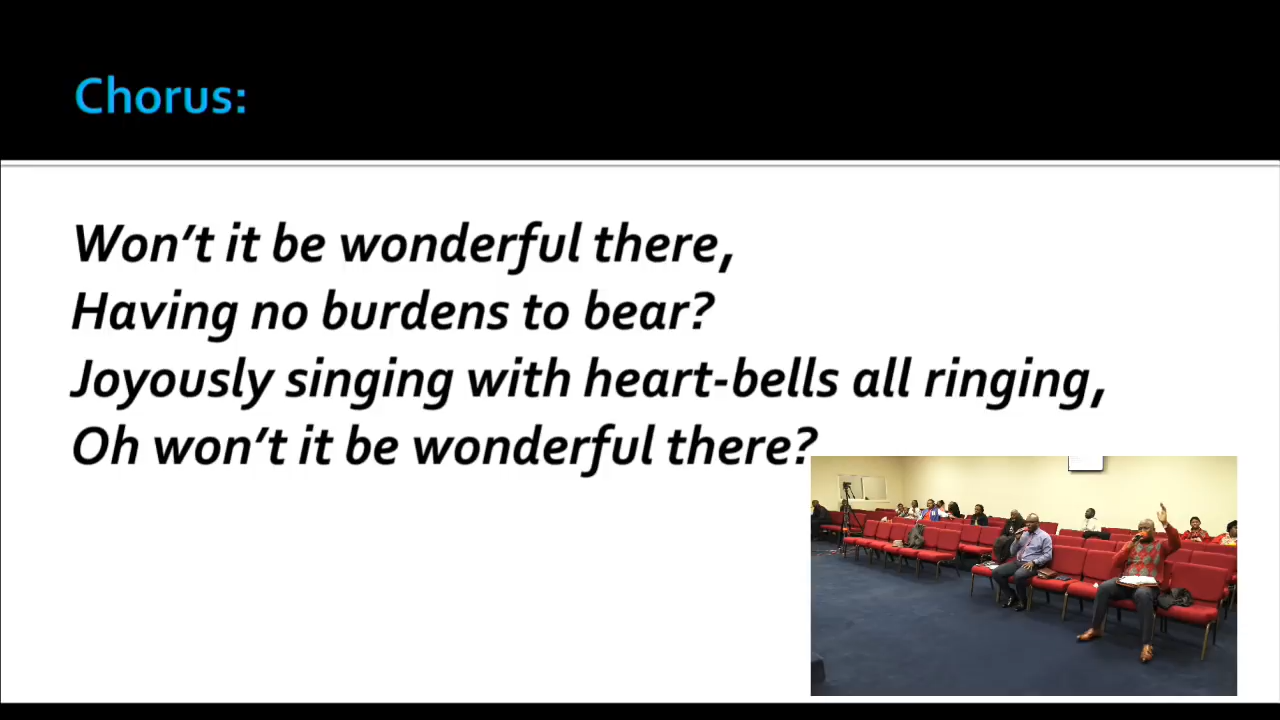 Chorus:
Won’t it be wonderful there,
Having no burdens to bear?
Joyously singing with heart-bells all ringing,
Oh won’t it be wonderful there?